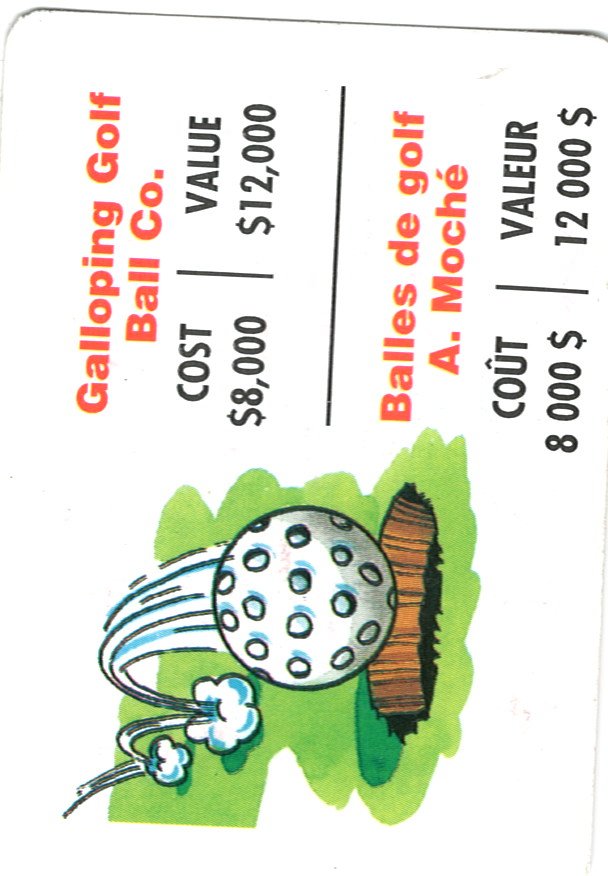 Galloping Golf
Ball Co.
COST | VALUE
$8,000 | $12,000
Balles de golf
A. Moché
COÛT | VALEUR
8 000 $ | 12 000 $